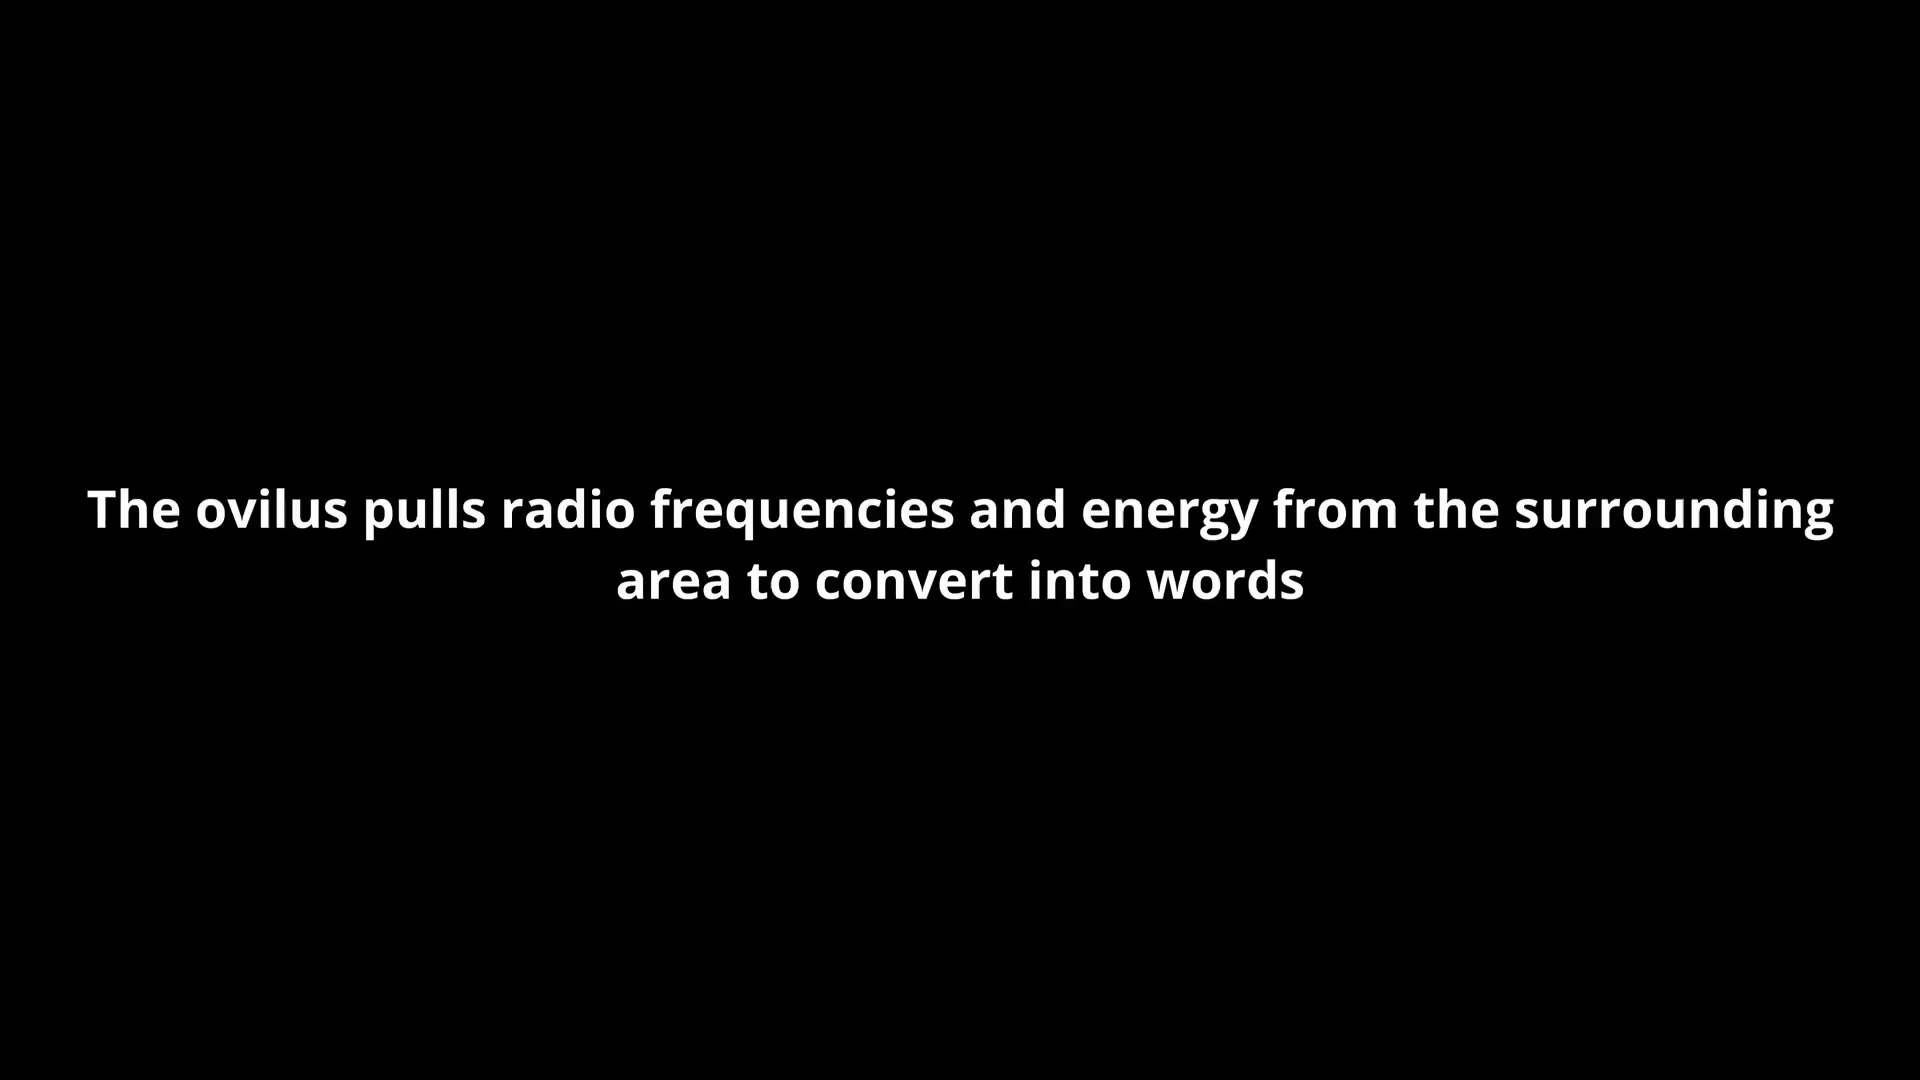 The ovilus pulls radio frequencies and energy from the surrounding
area to convert into words